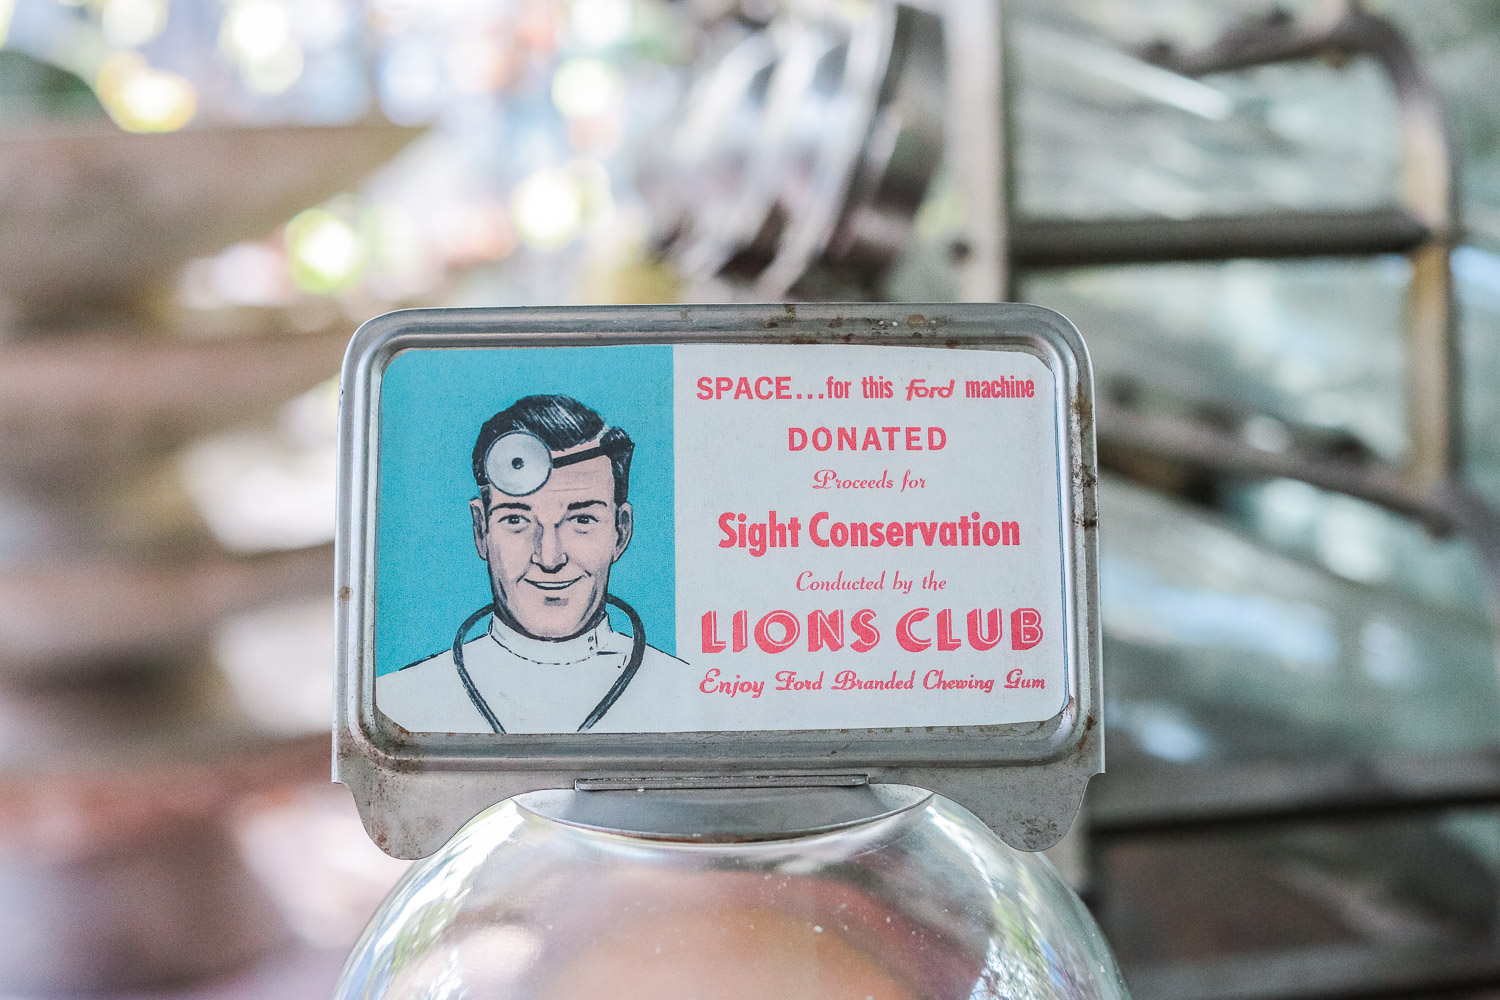 SPACE...for this Ford machine
DONATED
Proceeds for
Sight Conservation
Conducted by the
LIONS CLUB
Enjoy Ford Branded Chewing Gum